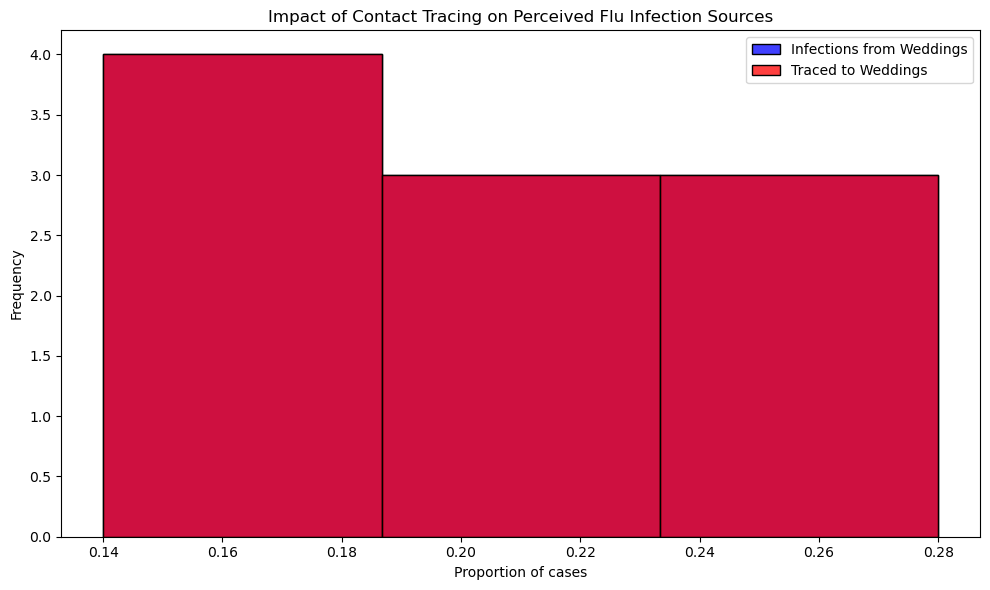 Impact of Contact Tracing on Perceived Flu Infection Sources
Infections from Weddings
Traced to Weddings
4.0
3.5
3.0
2.5
2.0
1.5
1.0
0.5
0.0
Frequency
0.14 0.16 0.18 0.20 0.22 0.24 0.26 0.28
Proportion of cases